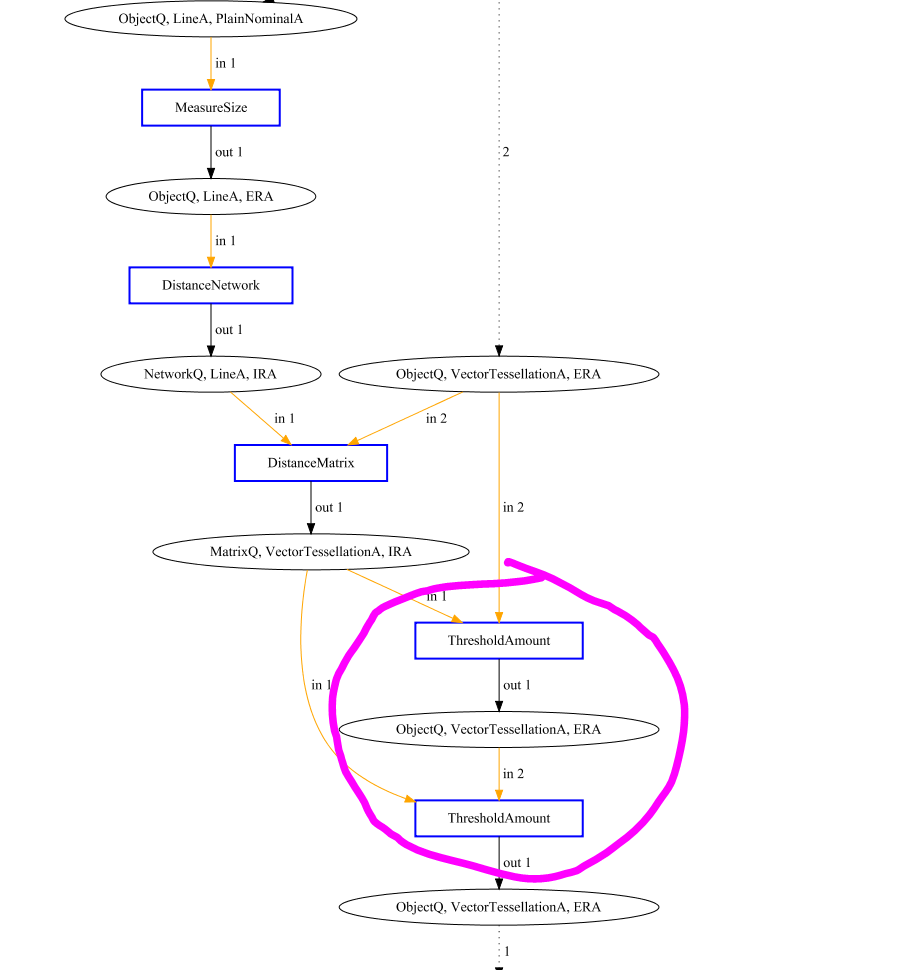 ObjectQ, LineA, PlainNominalA
in 1
MeasureSize
out 1
2
ObjectQ, LineA, ERA
in 1
DistanceNetwork
out 1
NetworkQ, LineA, IRA
ObjectQ, VectorTessellationA, ERA
in 1
in 2
DistanceMatrix
out 1
in 2
MatrixQ, VectorTessellationA, IRA
in 1
ThresholdAmount
in 1
out 1
ObjectQ, VectorTessellationA, ERA
in 2
ThresholdAmount
out 1
ObjectQ, VectorTessellationA, ERA
1